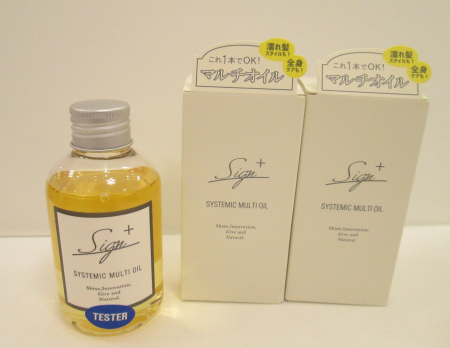 Sign+
SYSTEMIC MULTI OIL
Shine,Innovation,
Give and
Natural.
TESTER
これ1本でOK!
マルチオイル
濡れ髪
スタイルも!
全身
ケアも!
Sign+
SYSTEMIC MULTI OIL
Shine,Innovation,
Give and
Natural.
これ1本でOK!
マルチオイル
濡れ髪
スタイルも!
全身
ケアも!
Sign+
SYSTEMIC MULTI OIL
Shine,Innovation,
Give and
Natural.